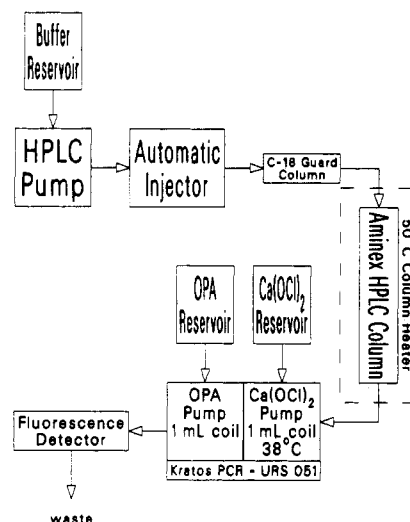 Buffer
Reservoir
HPLC
Pump
Automatic
Injector
C-18 Guard
Column
50°C Column Heater
Aminex HPLC Column
OPA
Reservoir
Ca(OCl)₂
Reservoir
OPA
Pump
1 mL coil
Ca(OCl)₂
Pump
1 mL coil
38°C
Kratos PCR - URS 051
Fluorescence
Detector
waste